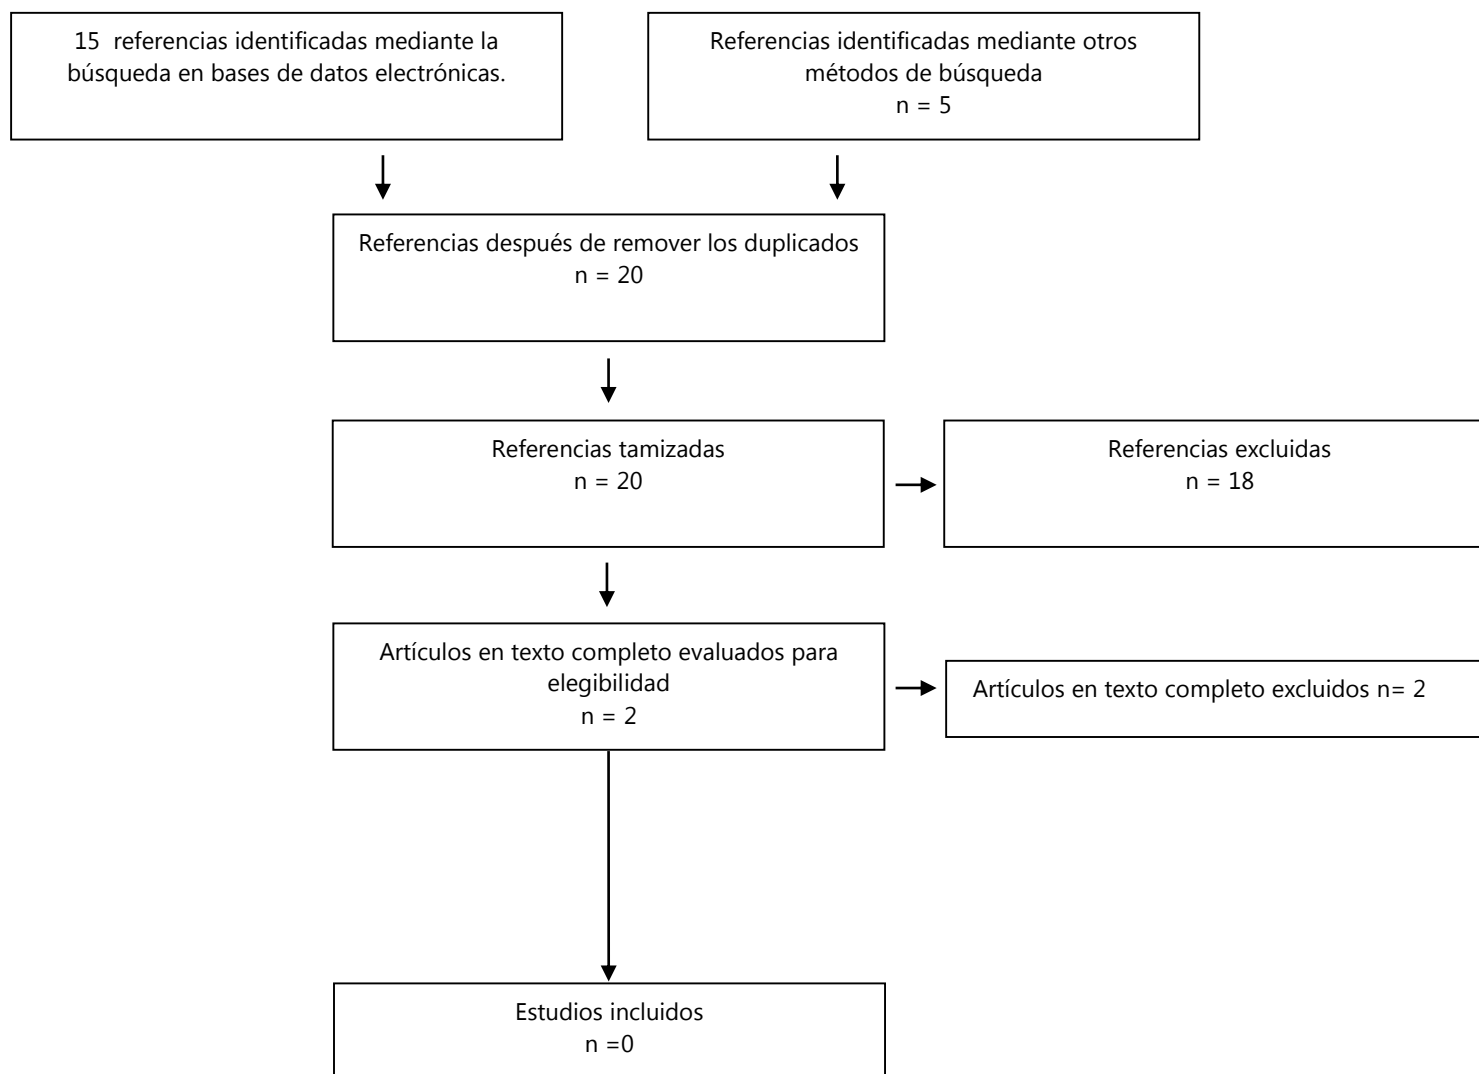 15 referencias identificadas mediante la
búsqueda en bases de datos electrónicas.
Referencias identificadas mediante otros
métodos de búsqueda
n = 5
Referencias después de remover los duplicados
n = 20
Referencias tamizadas
n = 20
Referencias excluidas
n = 18
Artículos en texto completo evaluados para
elegibilidad
n = 2
Artículos en texto completo excluidos n= 2
Estudios incluidos
n =0